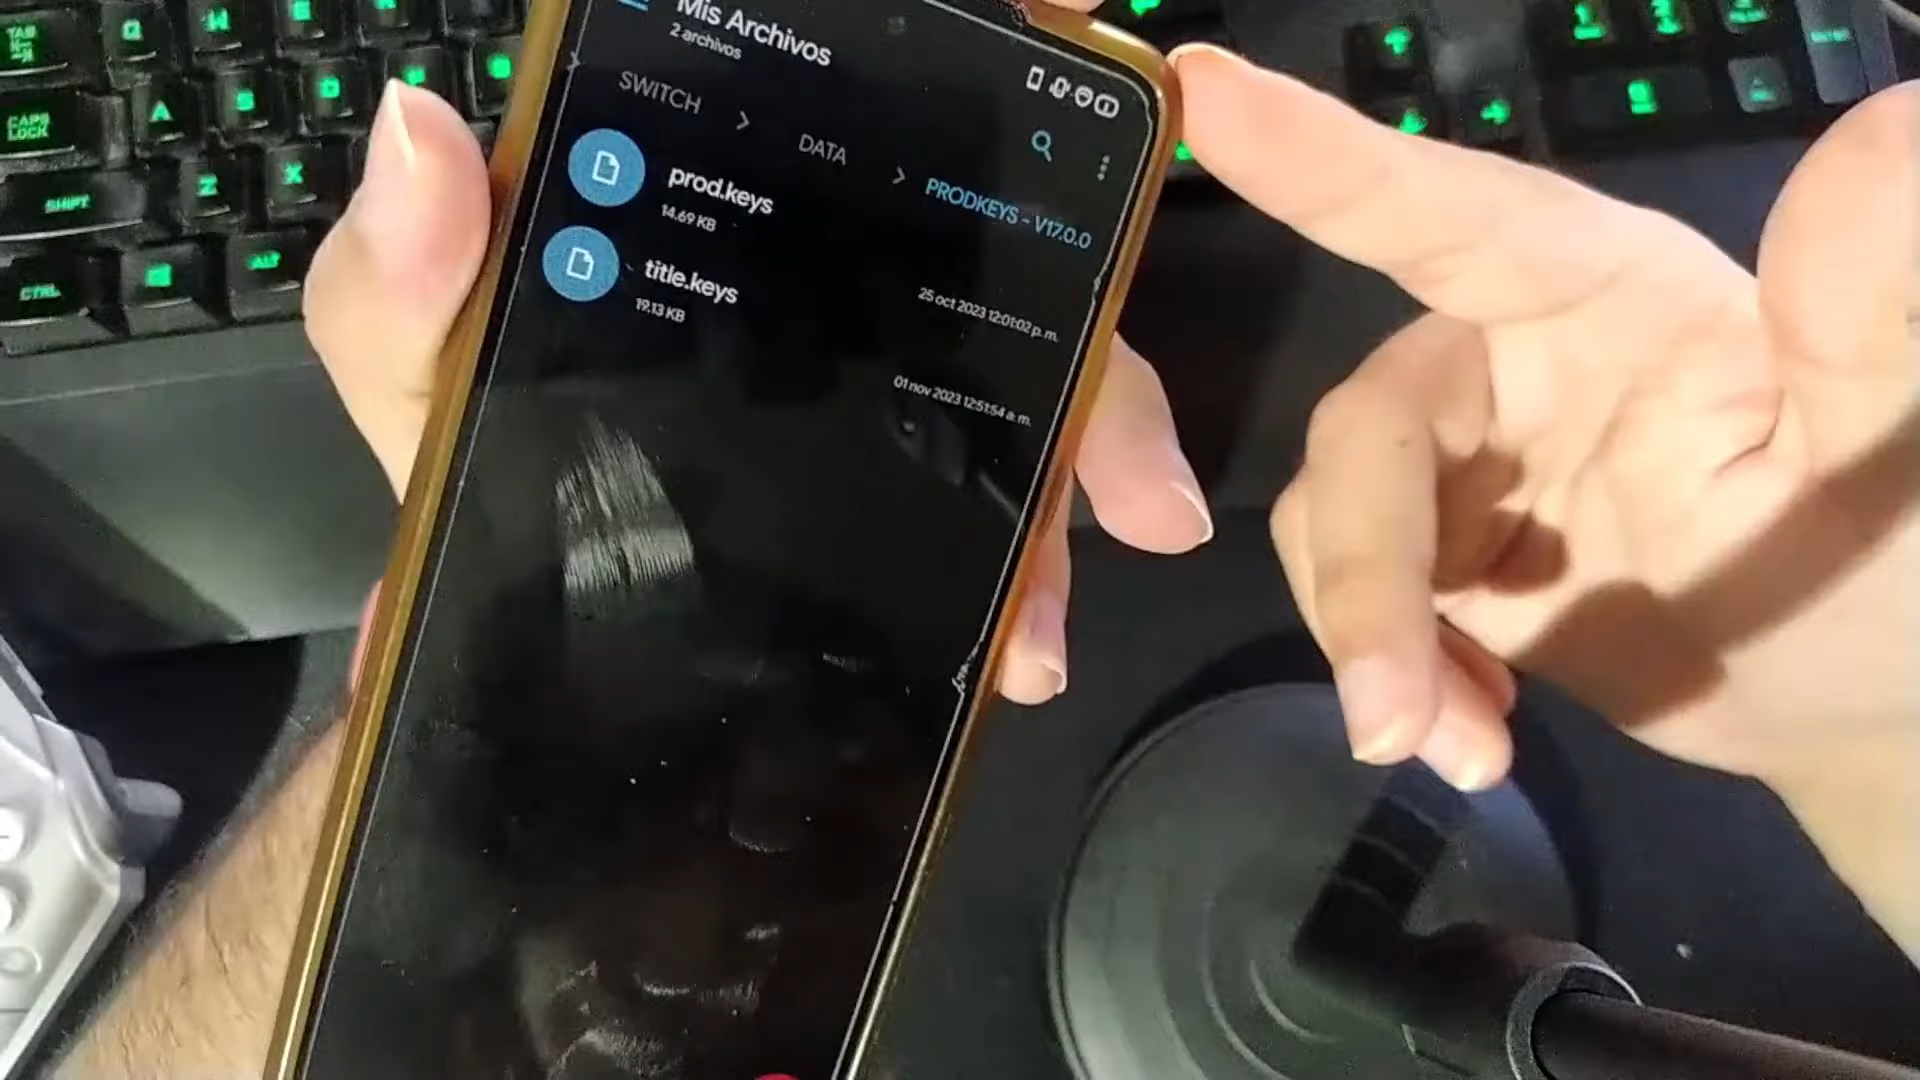 Mis Archivos
2 archivos
SWITCH > DATA > PRODKEYS - V17.0.0
prod.keys
14.69 KB
25 oct 2023 12:01:02 p. m.
title.keys
19.13 KB
01 nov 2023 12:51:54 a. m.
TAB
Q
W
E
CAPS LOCK
A
S
D
SHIFT
Z
X
CTRL
ALT
ENTER